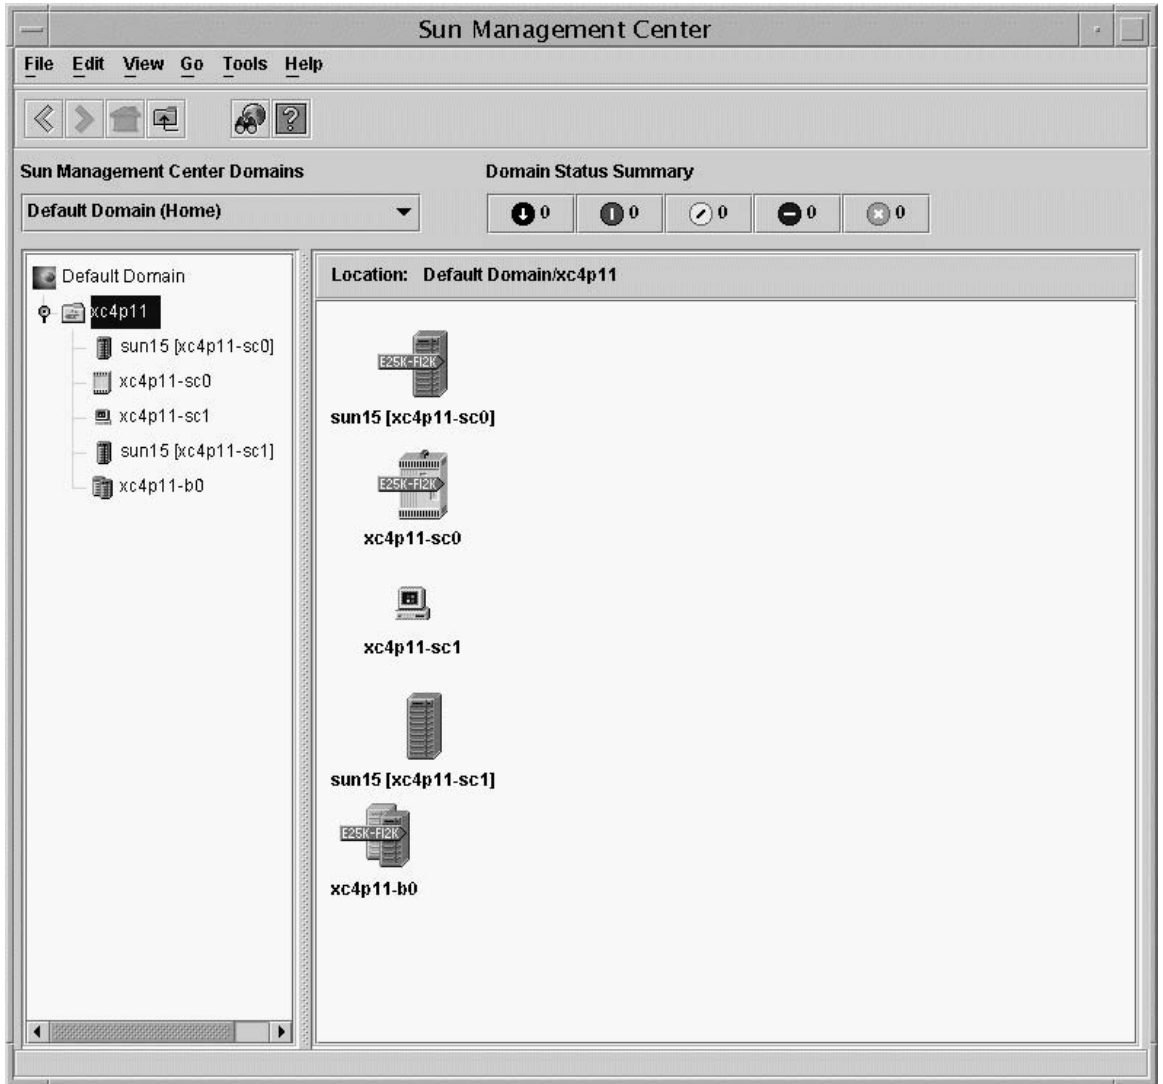 Sun Management Center
File Edit View Go Tools Help
Sun Management Center Domains
Domain Status Summary
Default Domain (Home)
0 0 0 0 0
Default Domain
xc4p11
sun15 [xc4p11-sc0]
xc4p11-sc0
xc4p11-sc1
sun15 [xc4p11-sc1]
xc4p11-b0
Location: Default Domain/xc4p11
E25K-FI2K
sun15 [xc4p11-sc0]
E25K-FI2K
xc4p11-sc0
xc4p11-sc1
sun15 [xc4p11-sc1]
E25K-FI2K
xc4p11-b0